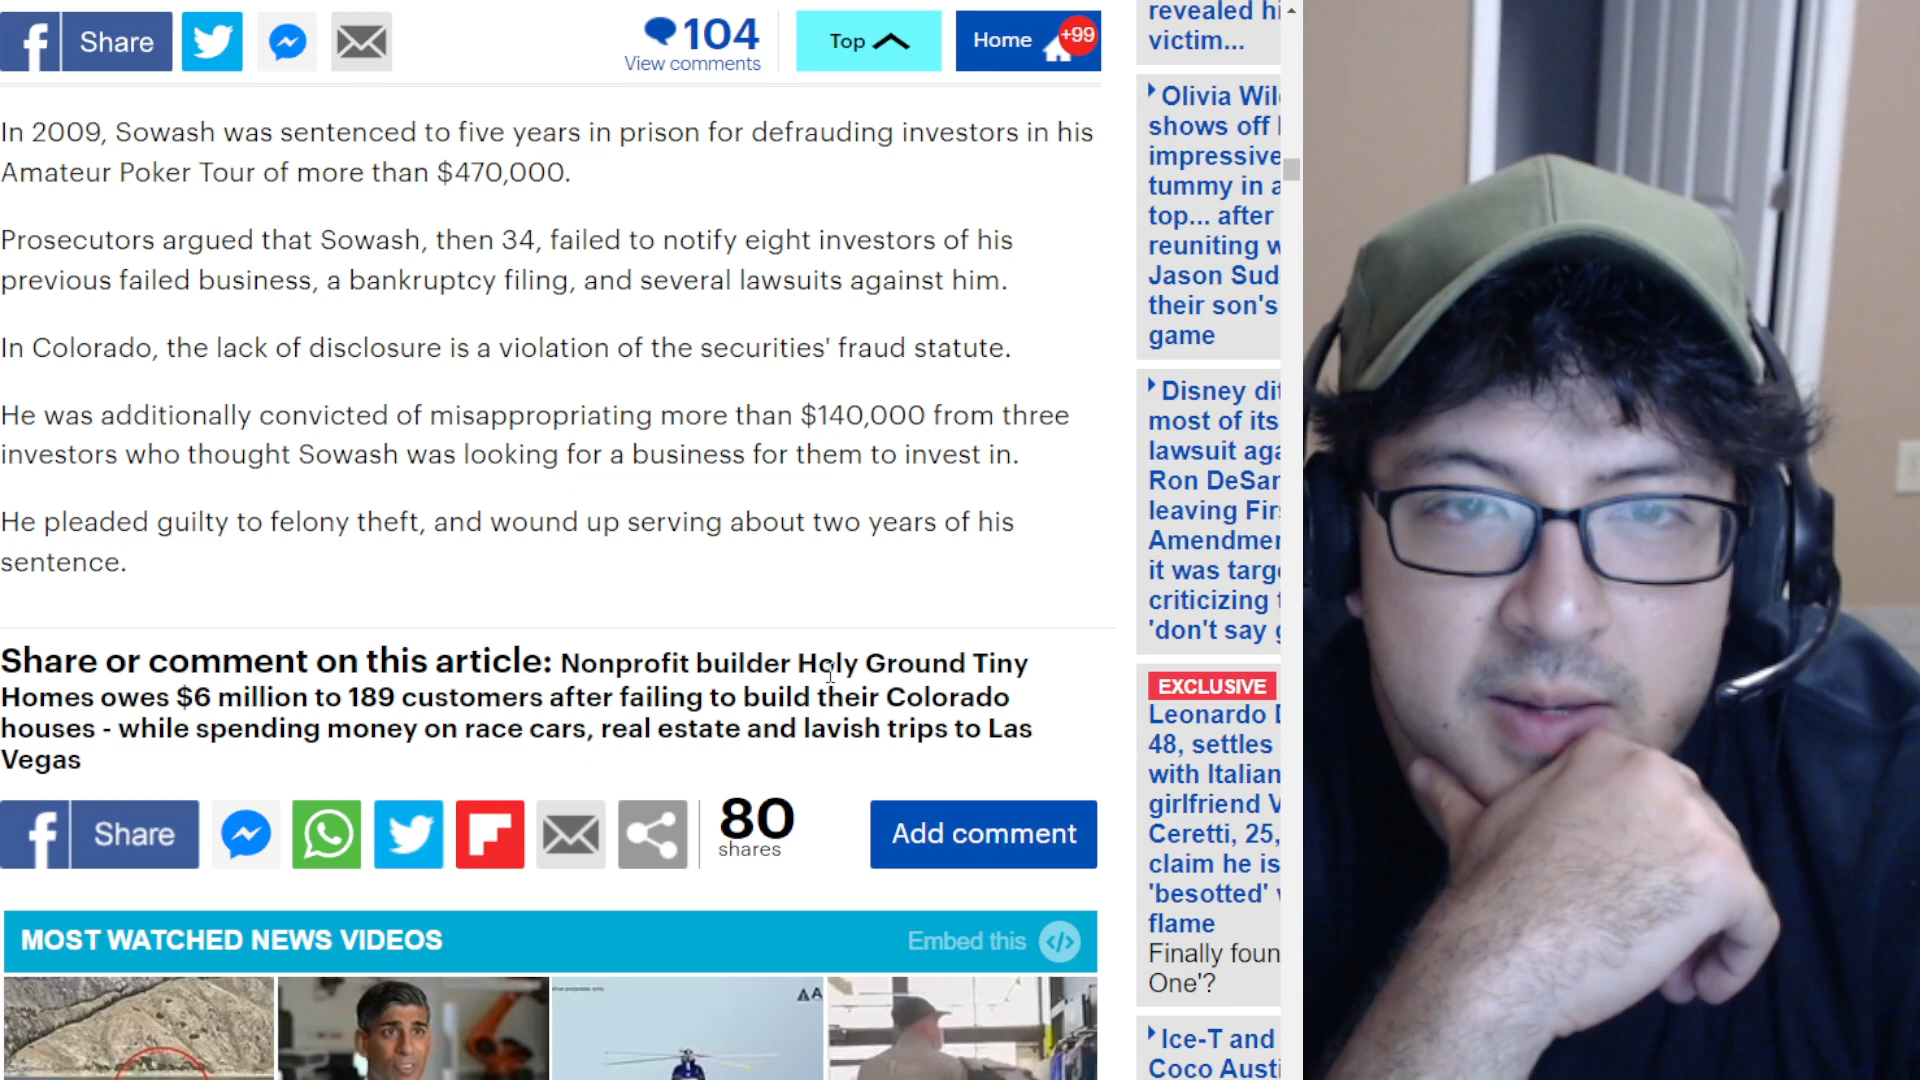 Share
104
View comments
Top
Home
+99
In 2009, Sowash was sentenced to five years in prison for defrauding investors in his
Amateur Poker Tour of more than $470,000.
Prosecutors argued that Sowash, then 34, failed to notify eight investors of his
previous failed business, a bankruptcy filing, and several lawsuits against him.
In Colorado, the lack of disclosure is a violation of the securities' fraud statute.
He was additionally convicted of misappropriating more than $140,000 from three
investors who thought Sowash was looking for a business for them to invest in.
He pleaded guilty to felony theft, and wound up serving about two years of his
sentence.
Share or comment on this article: Nonprofit builder Holy Ground Tiny
Homes owes $6 million to 189 customers after failing to build their Colorado
houses - while spending money on race cars, real estate and lavish trips to Las
Vegas
Share
80
shares
Add comment
MOST WATCHED NEWS VIDEOS
Embed this
revealed hi
victim...
Olivia Wil
shows off
impressive
tummy in a
top... after
reuniting w
Jason Sud
their son's
game
Disney dit
most of its
lawsuit aga
Ron DeSar
leaving Fir
Amendmer
it was targ
criticizing
'don't say g
EXCLUSIVE
Leonardo D
48, settles
with Italian
girlfriend V
Ceretti, 25,
claim he is
'besotted'
flame
Finally foun
One'?
Ice-T and
Coco Austi